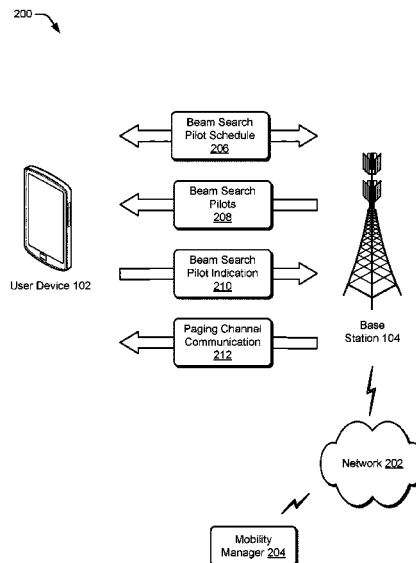 200
Beam Search
Pilot Schedule
206
Beam Search
Pilots
208
User Device 102
Beam Search
Pilot Indication
210
Base
Station 104
Paging Channel
Communication
212
Network 202
Mobility
Manager 204